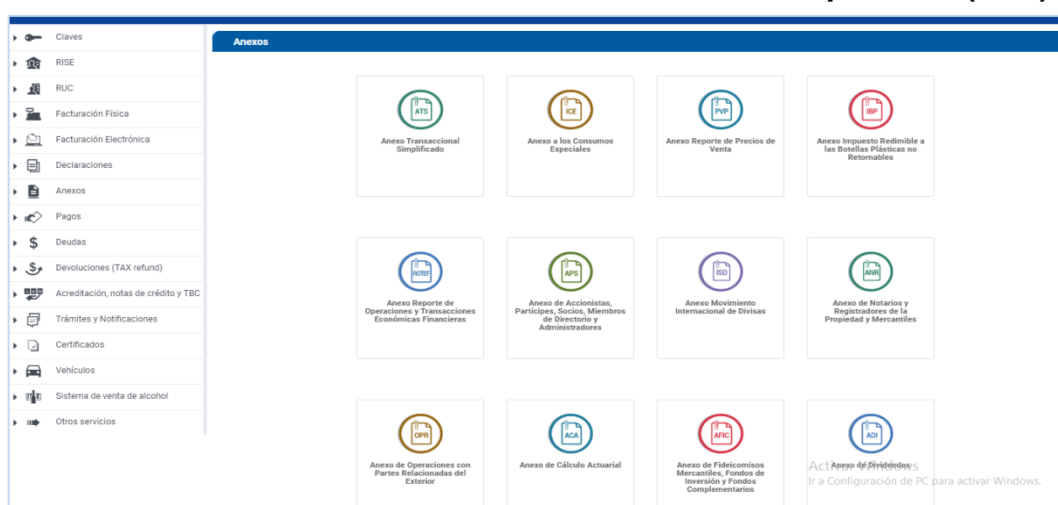 Claves
RISE
RUC
Facturación Física
Facturación Electrónica
Declaraciones
Anexos
Pagos
Deudas
Devoluciones (TAX refund)
Acreditación, notas de crédito y TBC
Trámites y Notificaciones
Certificados
Vehículos
Sistema de venta de alcohol
Otros servicios
Anexos
ATS
Anexo Transaccional
Simplificado
ICE
Anexo a los Consumos
Especiales
PVP
Anexo Reporte de Precios de
Venta
IBP
Anexo Impuesto Redimible a
las Botellas Plásticas no
Retornables
ROTEF
Anexo Reporte de
Operaciones y Transacciones
Económicas Financieras
APS
Anexo de Accionistas,
Partícipes, Socios, Miembros
de Directorio y
Administradores
ISD
Anexo Movimiento
Internacional de Divisas
ANR
Anexo de Notarios y
Registradores de la
Propiedad y Mercantiles
OPR
Anexo de Operaciones con
Partes Relacionadas del
Exterior
ACA
Anexo de Cálculo Actuarial
AFIC
Anexo de Fideicomisos
Mercantiles, Fondos de
Inversión y Fondos
Complementarios
ADI
Anexo de Dividendos
Activar Windows
Ir a Configuración de PC para activar Windows.